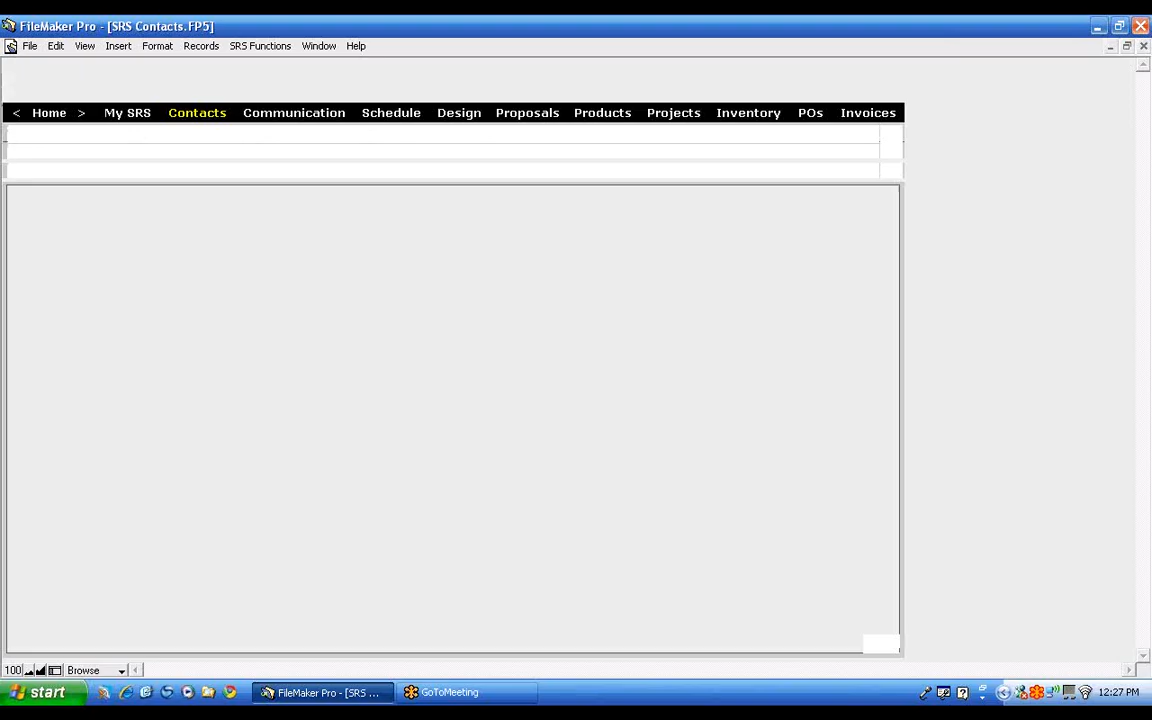 FileMaker Pro - [SRS Contacts.FP5]
File Edit View Insert Format Records SRS Functions Window Help
< Home > My SRS Contacts Communication Schedule Design Proposals Products Projects Inventory POs Invoices
100 Browse
start FileMaker Pro - [SRS ... GoToMeeting 12:27 PM